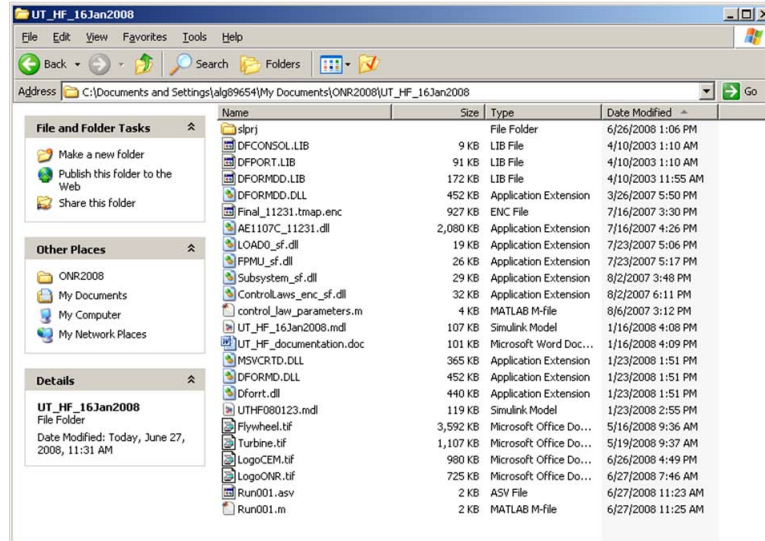 UT_HF_16Jan2008
File Edit View Favorites Tools Help
Back Search Folders
Address C:\Documents and Settings\alg89654\My Documents\ONR2008\UT_HF_16Jan2008 Go
File and Folder Tasks
Make a new folder
Publish this folder to the
Web
Share this folder
Other Places
ONR2008
My Documents
My Computer
My Network Places
Details
UT_HF_16Jan2008
File Folder
Date Modified: Today, June 27,
2008, 11:31 AM
Name Size Type Date Modified
slprj File Folder 6/26/2008 1:06 PM
DFCONSOL.LIB 9 KB LIB File 4/10/2003 1:10 AM
DFPORT.LIB 91 KB LIB File 4/10/2003 1:10 AM
DFORMDD.LIB 172 KB LIB File 4/10/2003 11:55 AM
DFORMDD.DLL 452 KB Application Extension 3/26/2007 5:50 PM
Final_11231.tmap.enc 927 KB ENC File 7/16/2007 3:30 PM
AE1107C_11231.dll 2,080 KB Application Extension 7/16/2007 4:26 PM
LOAD0_sf.dll 19 KB Application Extension 7/23/2007 5:06 PM
FPMU_sf.dll 26 KB Application Extension 7/23/2007 5:17 PM
Subsystem_sf.dll 29 KB Application Extension 8/2/2007 3:48 PM
ControlLaws_enc_sf.dll 32 KB Application Extension 8/2/2007 6:11 PM
control_law_parameters.m 4 KB MATLAB M-file 8/6/2007 3:12 PM
UT_HF_16Jan2008.mdl 107 KB Simulink Model 1/16/2008 4:08 PM
UT_HF_documentation.doc 101 KB Microsoft Word Doc... 1/16/2008 4:09 PM
MSVCRTD.DLL 365 KB Application Extension 1/23/2008 1:51 PM
DFORMD.DLL 452 KB Application Extension 1/23/2008 1:51 PM
Dforrt.dll 440 KB Application Extension 1/23/2008 1:51 PM
UTHF080123.mdl 119 KB Simulink Model 1/23/2008 2:55 PM
Flywheel.tif 3,592 KB Microsoft Office Do... 5/16/2008 9:36 AM
Turbine.tif 1,107 KB Microsoft Office Do... 5/19/2008 9:37 AM
LogoCEM.tif 980 KB Microsoft Office Do... 6/26/2008 4:49 PM
LogoONR.tif 725 KB Microsoft Office Do... 6/27/2008 7:46 AM
Run001.asv 2 KB ASV File 6/27/2008 11:23 AM
Run001.m 2 KB MATLAB M-file 6/27/2008 11:25 AM